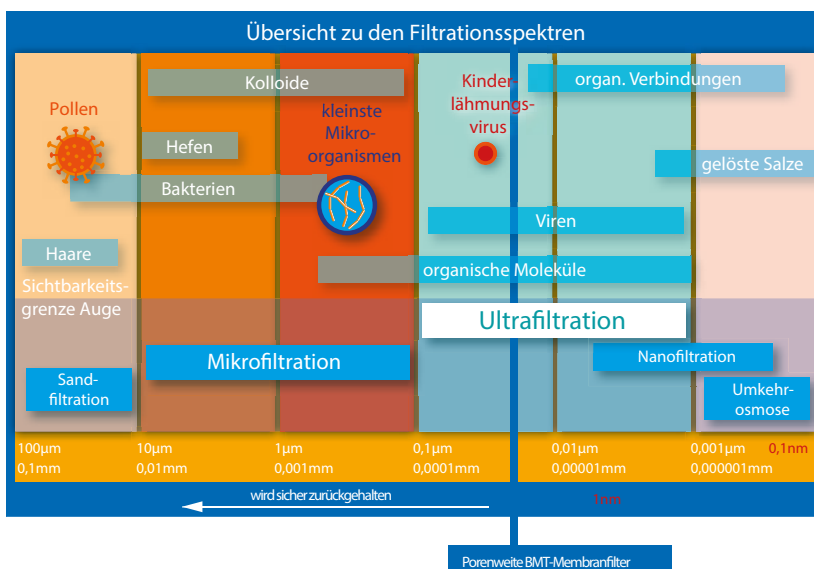 Übersicht zu den Filtrationsspektren
Kolloide
organ. Verbindungen
Kinder-
lähmungs-
virus
Pollen
kleinste
Mikro-
organismen
Hefen
gelöste Salze
Bakterien
Viren
Haare
organische Moleküle
Sichtbarkeits-
grenze Auge
Ultrafiltration
Mikrofiltration
Nanofiltration
Sand-
filtration
Umkehr-
osmose
100µm 10µm 1µm 0,1µm 0,01µm 0,001µm 0,1nm
0,1mm 0,01mm 0,001mm 0,0001mm 0,00001mm 0,000001mm
wird sicher zurückgehalten
1nm
Porenweite BMT-Membranfilter